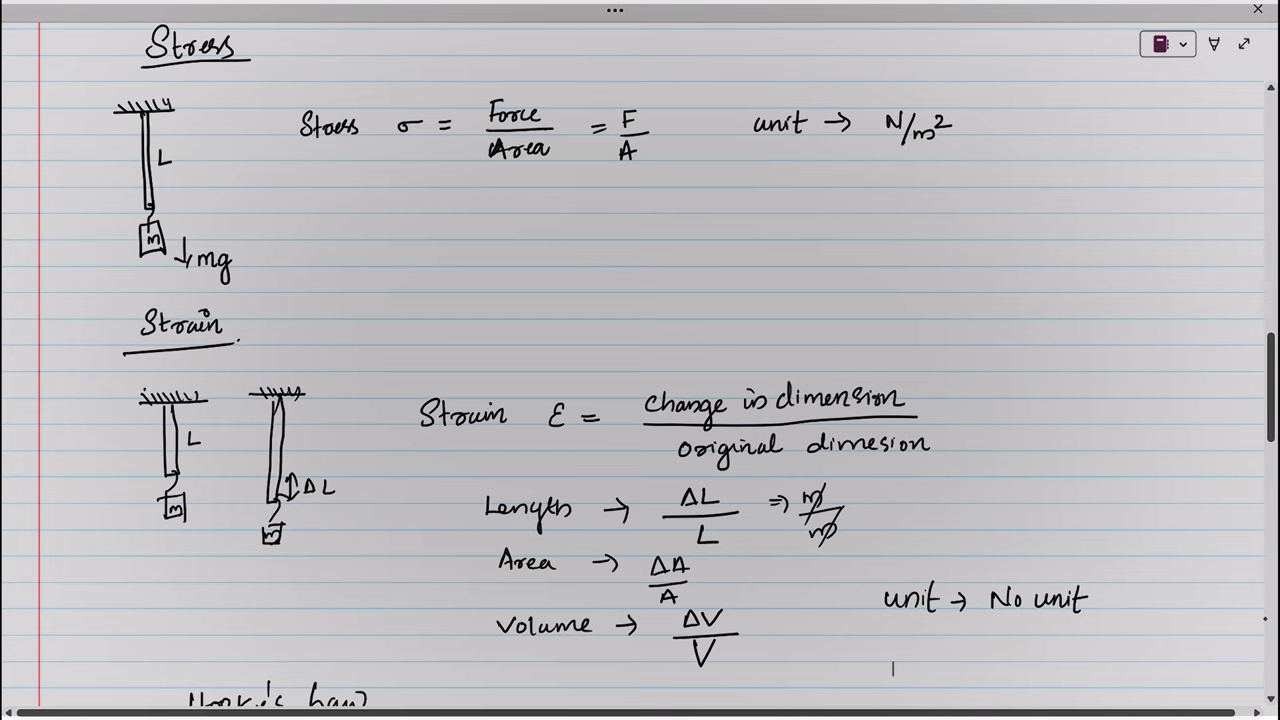 Stress
Stress σ = Force / Area = F / A unit → N/m²
L
m
↓ mg
Strain
Strain ε = change in dimension / original dimesion
L
ΔL
m
m
Length → ΔL / L ⇒ m / m
Area → ΔA / A
unit → No unit
Volume → ΔV / V